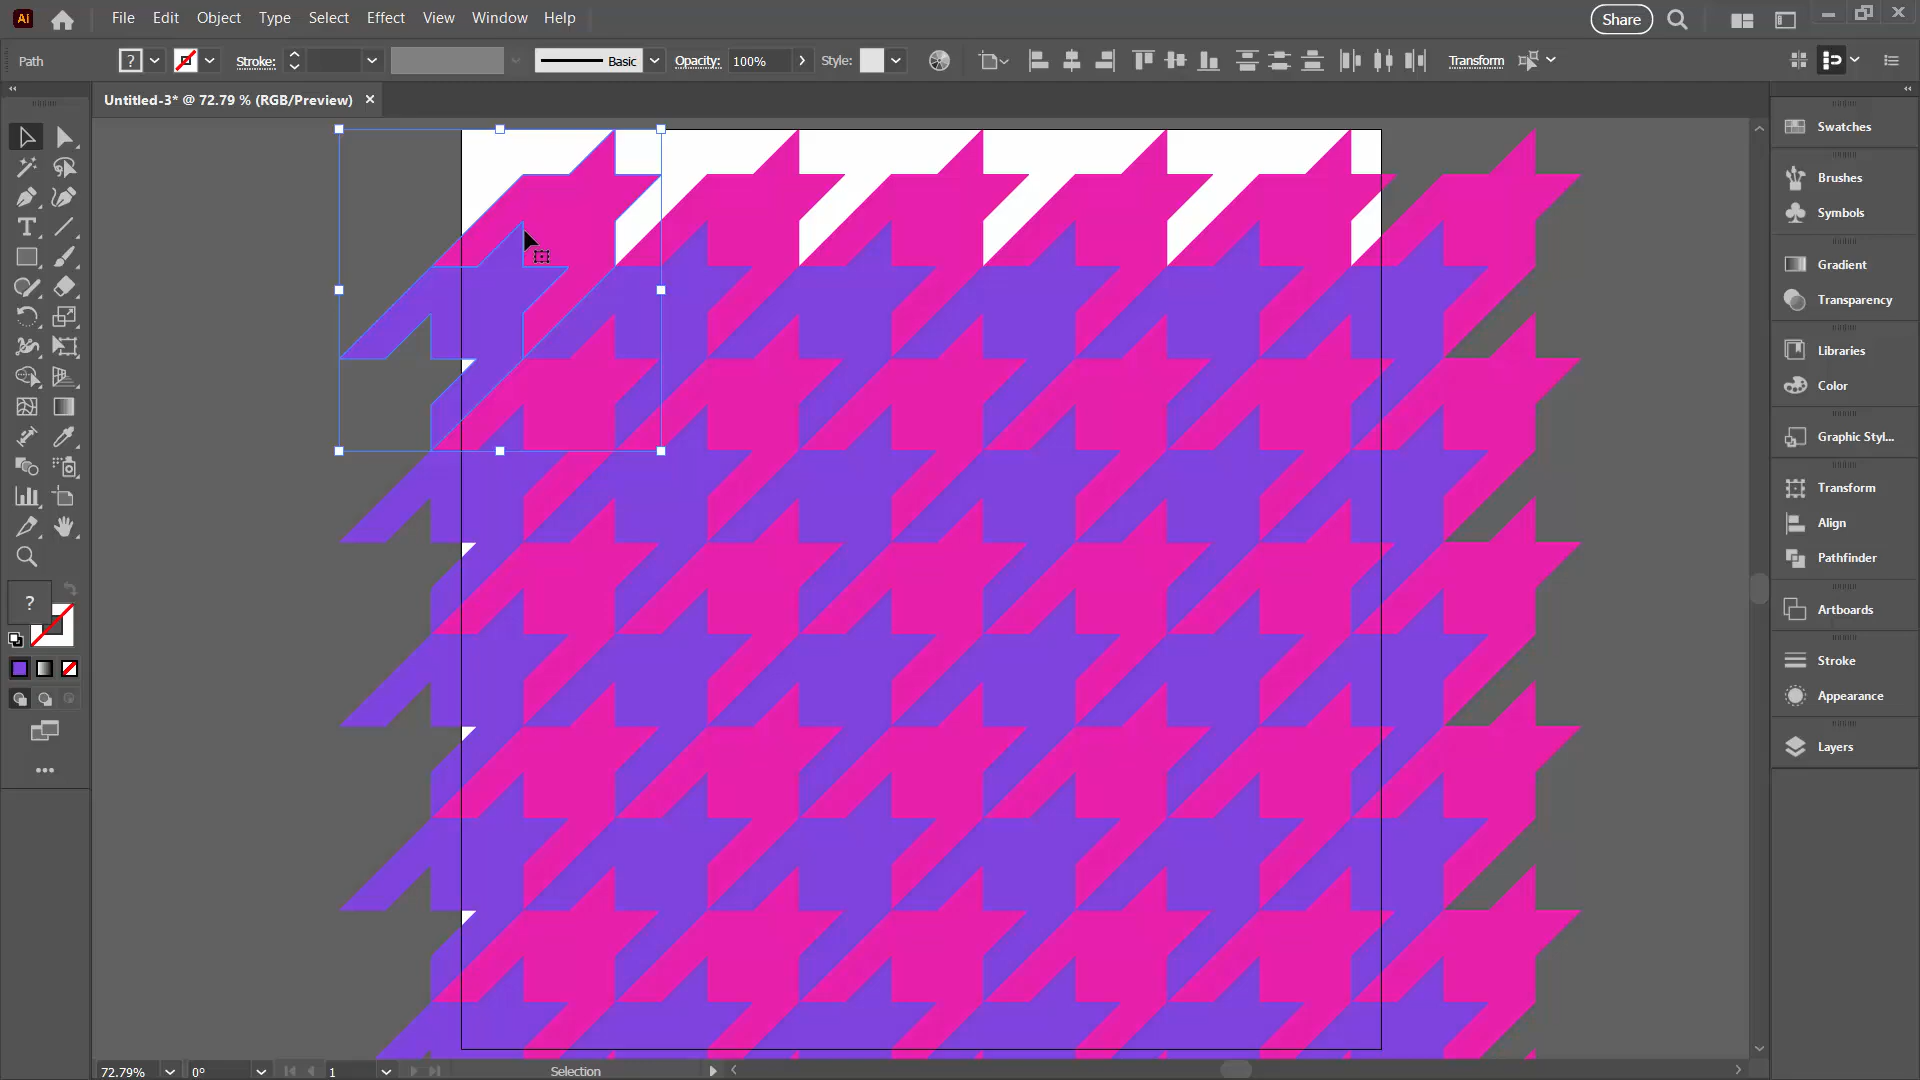 Ai File Edit Object Type Select Effect View Window Help Share
Path ? Stroke: Basic Opacity: 100% Style: Transform
Untitled-3* @ 72.79 % (RGB/Preview)
Swatches
Brushes
Symbols
Gradient
Transparency
Libraries
Color
Graphic Styl...
Transform
Align
Pathfinder
Artboards
Stroke
Appearance
Layers
T
?
72.79% 0° 1 Selection